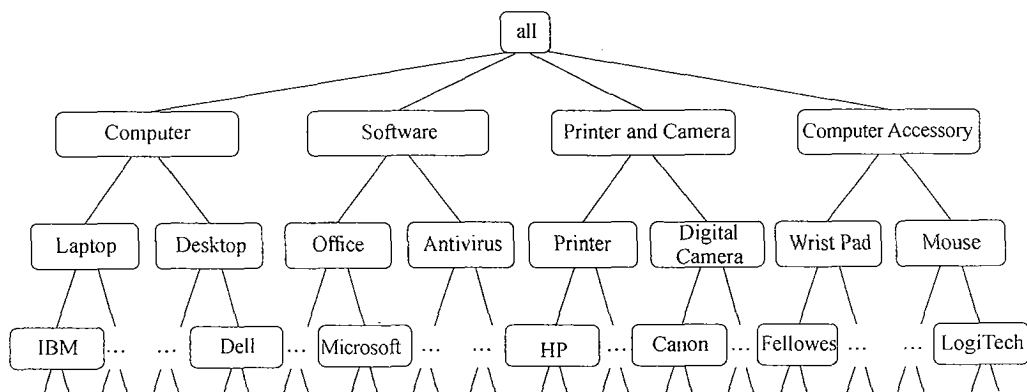 all
Computer
Software
Printer and Camera
Computer Accessory
Laptop
Desktop
Office
Antivirus
Printer
Digital
Camera
Wrist Pad
Mouse
IBM
...
...
Dell
...
Microsoft
...
...
HP
...
Canon
...
Fellowes
...
...
LogiTech